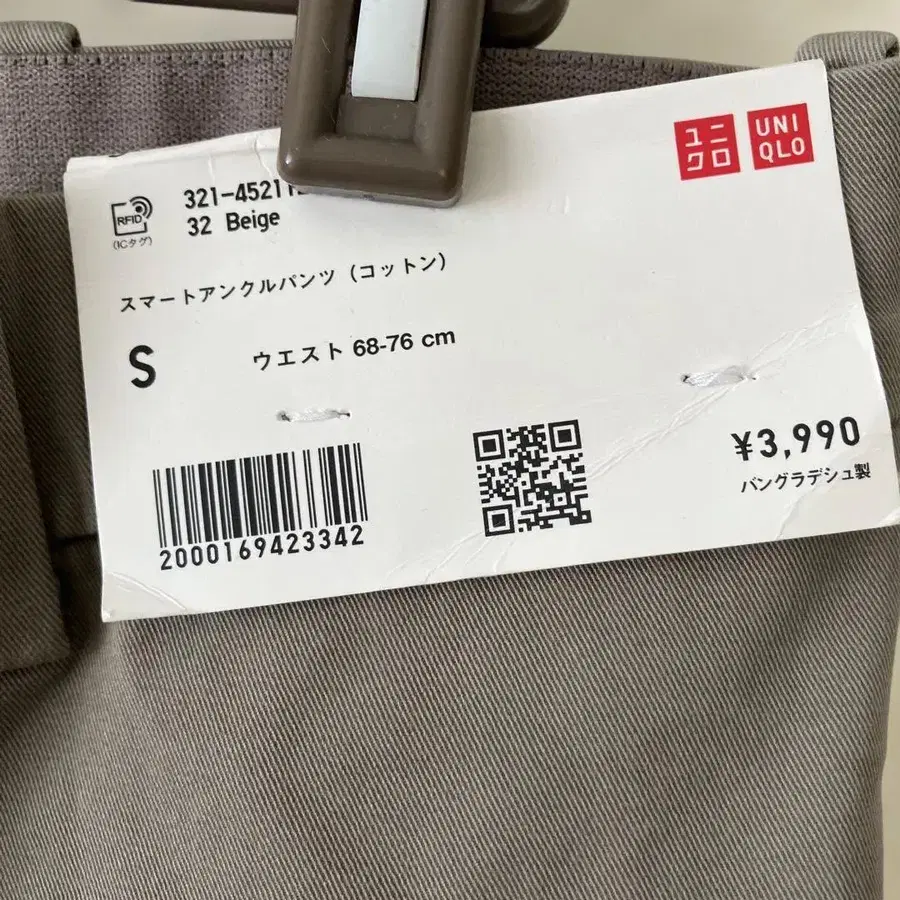 ユニ
クロ
UNI
QLO
RFID
(ICタグ)
32 Beige
スマートアンクルパンツ (コットン)
S
ウエスト 68-76 cm
¥3,990
バングラデシュ製
2000169423342